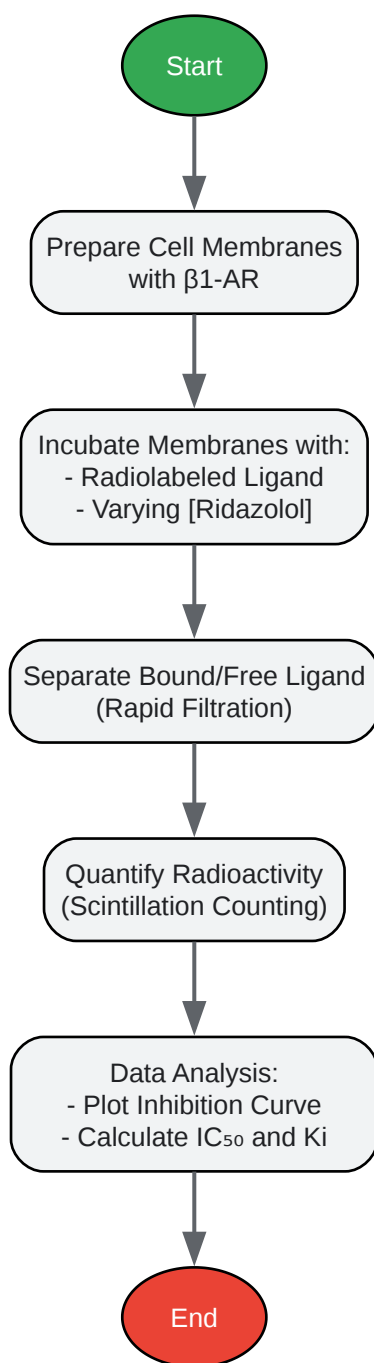 Start
Prepare Cell Membranes
with β1-AR
Incubate Membranes with:
- Radiolabeled Ligand
- Varying [Ridazolol]
Separate Bound/Free Ligand
(Rapid Filtration)
Quantify Radioactivity
(Scintillation Counting)
Data Analysis:
- Plot Inhibition Curve
- Calculate IC₅₀ and Ki
End